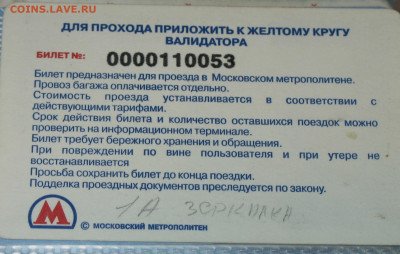 COINS.LAVE.RU
ДЛЯ ПРОХОДА ПРИЛОЖИТЬ К ЖЕЛТОМУ КРУГУ
ВАЛИДАТОРА
БИЛЕТ №: 0000110053
Билет предназначен для проезда в Московском метрополитене.
Провоз багажа оплачивается отдельно.
Стоимость проезда устанавливается в соответствии с
действующими тарифами.
Срок действия билета и количество оставшихся поездок можно
проверить на информационном терминале.
Билет требует бережного хранения и обращения.
При повреждении по вине пользователя и при утере не
восстанавливается
Просьба сохранить билет до конца поездки.
Подделка проездных документов преследуется по закону.
1А ЗЕРКАЛКА
М
© МОСКОВСКИЙ МЕТРОПОЛИТЕН